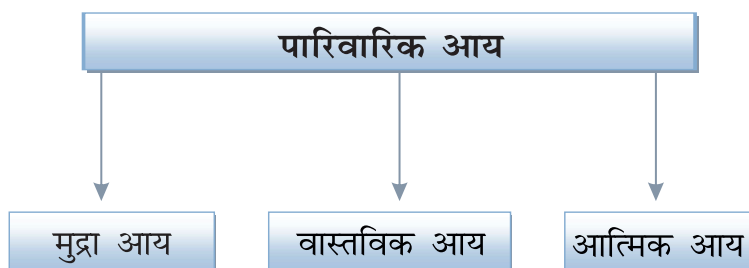 पारिवारिक आय
मुद्रा आय
वास्तविक आय
आत्मिक आय